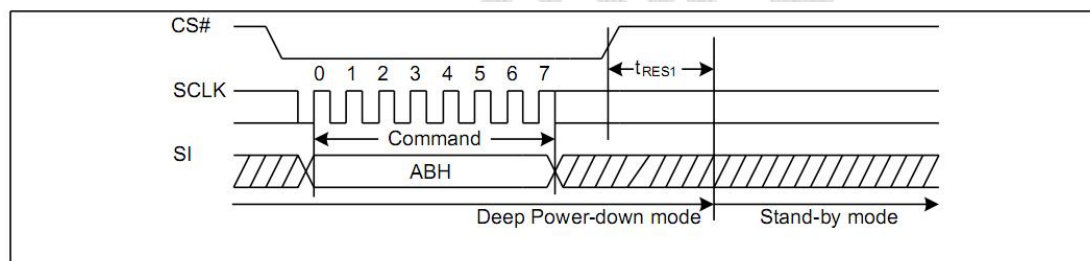 CS#
tRES1
0 1 2 3 4 5 6 7
SCLK
Command
SI
ABH
Deep Power-down mode Stand-by mode